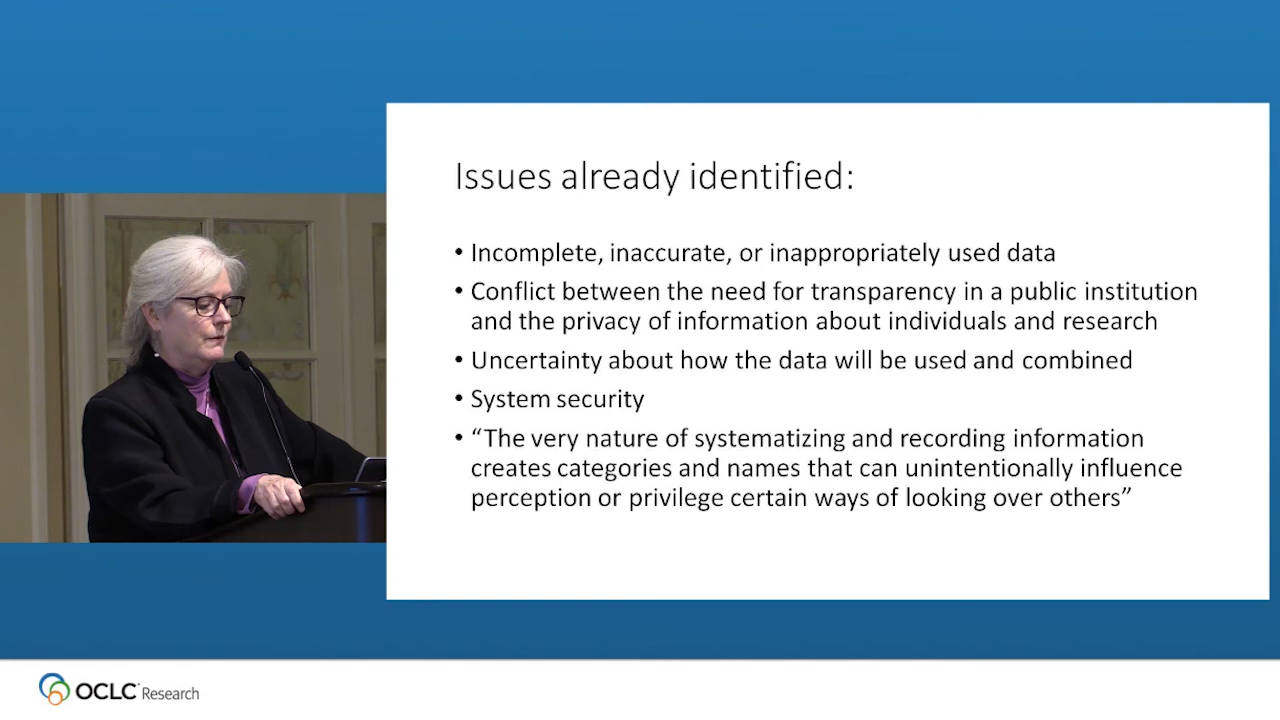 Issues already identified:
• Incomplete, inaccurate, or inappropriately used data
• Conflict between the need for transparency in a public institution
and the privacy of information about individuals and research
• Uncertainty about how the data will be used and combined
• System security
• “The very nature of systematizing and recording information
creates categories and names that can unintentionally influence
perception or privilege certain ways of looking over others”
OCLC Research